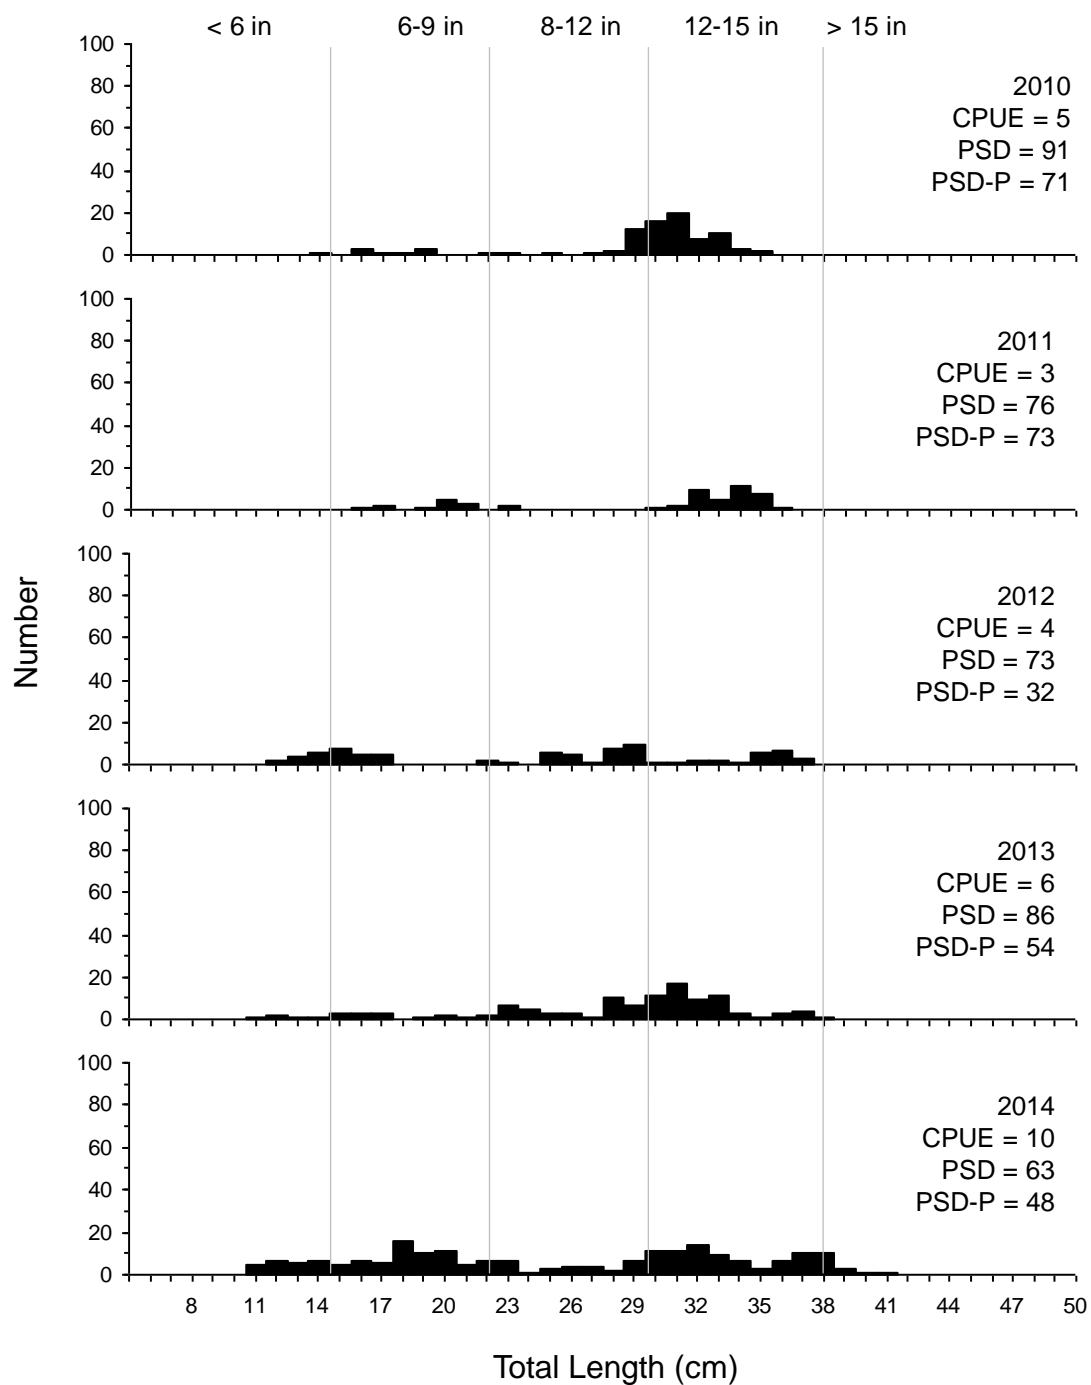 < 6 in 6-9 in 8-12 in 12-15 in > 15 in
100
80
60
40
20
0
2010
CPUE = 5
PSD = 91
PSD-P = 71
100
80
60
40
20
0
2011
CPUE = 3
PSD = 76
PSD-P = 73
100
80
60
40
20
0
2012
CPUE = 4
PSD = 73
PSD-P = 32
100
80
60
40
20
0
2013
CPUE = 6
PSD = 86
PSD-P = 54
100
80
60
40
20
0
2014
CPUE = 10
PSD = 63
PSD-P = 48
Number
8 11 14 17 20 23 26 29 32 35 38 41 44 47 50
Total Length (cm)